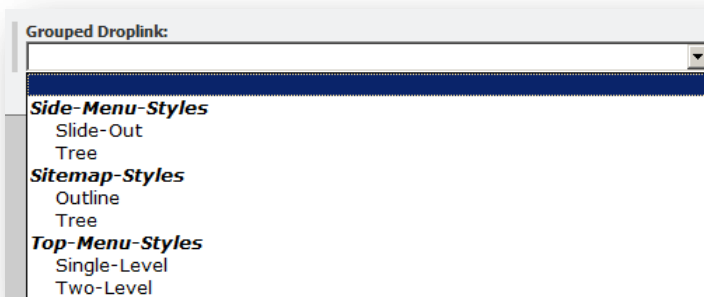 Grouped Droplink:
Side-Menu-Styles
Slide-Out
Tree
Sitemap-Styles
Outline
Tree
Top-Menu-Styles
Single-Level
Two-Level